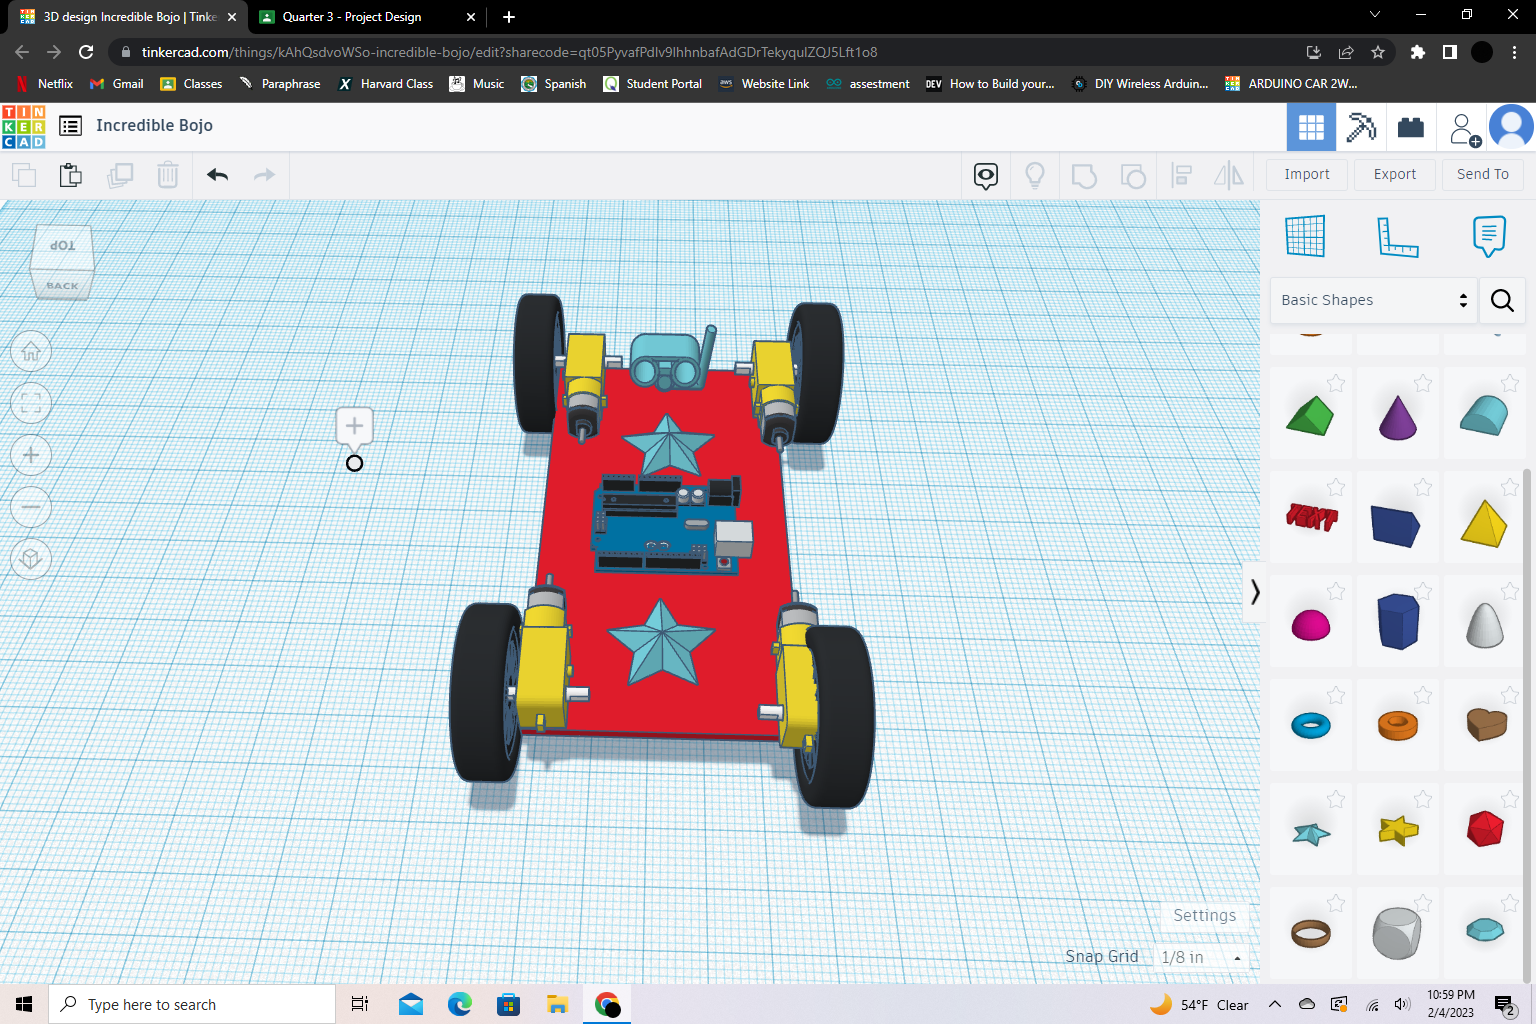 3D design Incredible Bojo | Tinke
Quarter 3 - Project Design
tinkercad.com/things/kAhQsdvoWSo-incredible-bojo/edit?sharecode=qt05PyvafPdlv9IhhnbafAdGDrTekyquIZQJ5Lft1o8
Netflix
Gmail
Classes
Paraphrase
Harvard Class
Music
Spanish
Student Portal
aws
Website Link
assestment
DEV
How to Build your...
DIY Wireless Arduin...
ARDUINO CAR 2W...
TIN
KER
CAD
Incredible Bojo
Import
Export
Send To
TOP
BACK
Basic Shapes
TEXT
Settings
Snap Grid
1/8 in
Type here to search
54°F Clear
10:59 PM
2/4/2023
2